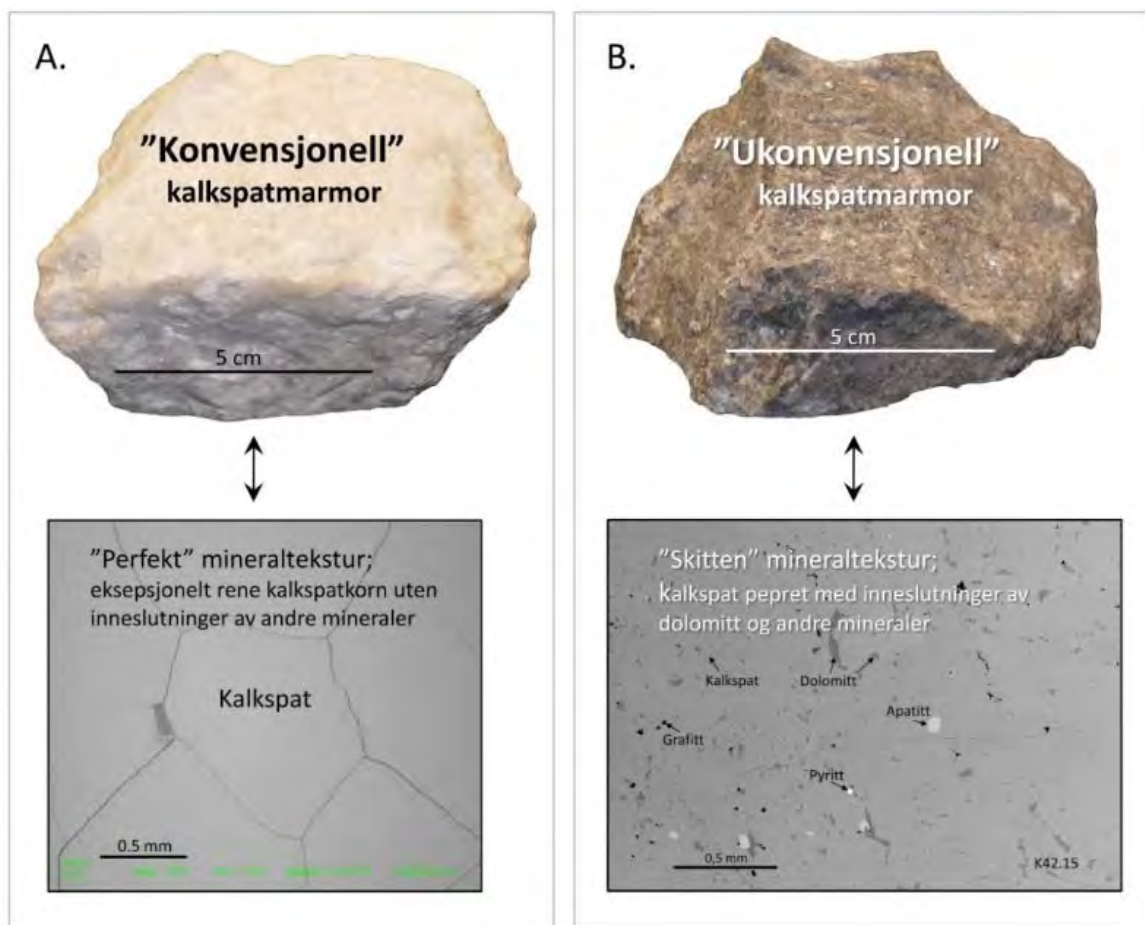 A.
”Konvensjonell”
kalkspatmarmor
5 cm
”Perfekt” mineraltekstur;
eksepsjonelt rene kalkspatkorn uten
inneslutninger av andre mineraler
Kalkspat
0.5 mm
B.
”Ukonvensjonell”
kalkspatmarmor
5 cm
”Skitten” mineraltekstur;
kalkspat pepret med inneslutninger av
dolomitt og andre mineraler
Kalkspat
Dolomitt
Apatitt
Grafitt
Pyritt
0,5 mm
K42.15